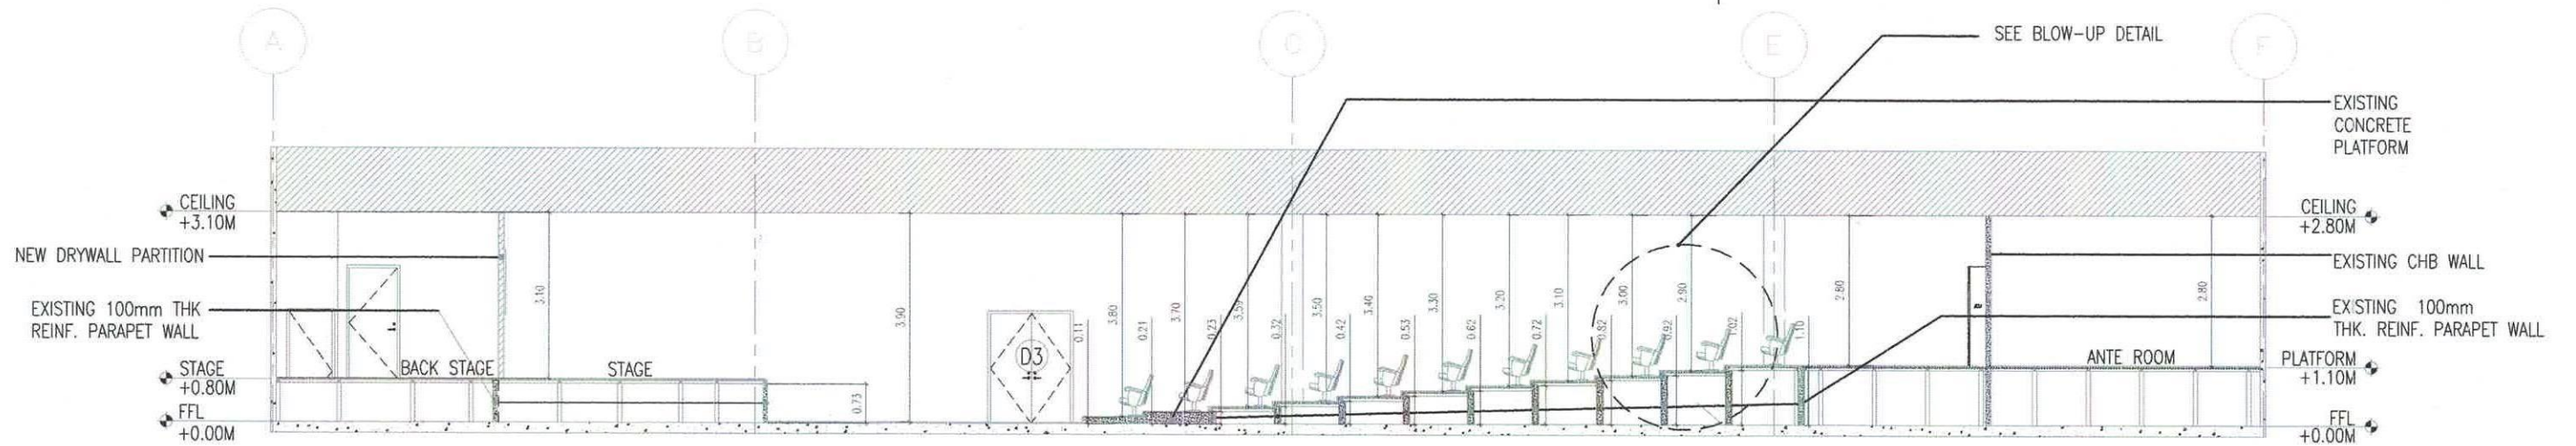 A
B
C
E
F
SEE BLOW-UP DETAIL
EXISTING
CONCRETE
PLATFORM
CEILING
+3.10M
CEILING
+2.80M
NEW DRYWALL PARTITION
EXISTING CHB WALL
EXISTING 100mm THK
REINF. PARAPET WALL
EXISTING 100mm
THK. REINF. PARAPET WALL
3.10
3.90
0.11
3.80
0.21
3.70
0.23
0.32
3.50
0.42
3.40
0.53
3.30
0.62
3.20
0.72
3.10
0.82
3.00
0.92
2.90
1.02
1.10
2.80
2.80
D3
BACK STAGE
STAGE
ANTE ROOM
STAGE
+0.80M
PLATFORM
+1.10M
0.73
FFL
+0.00M
FFL
+0.00M